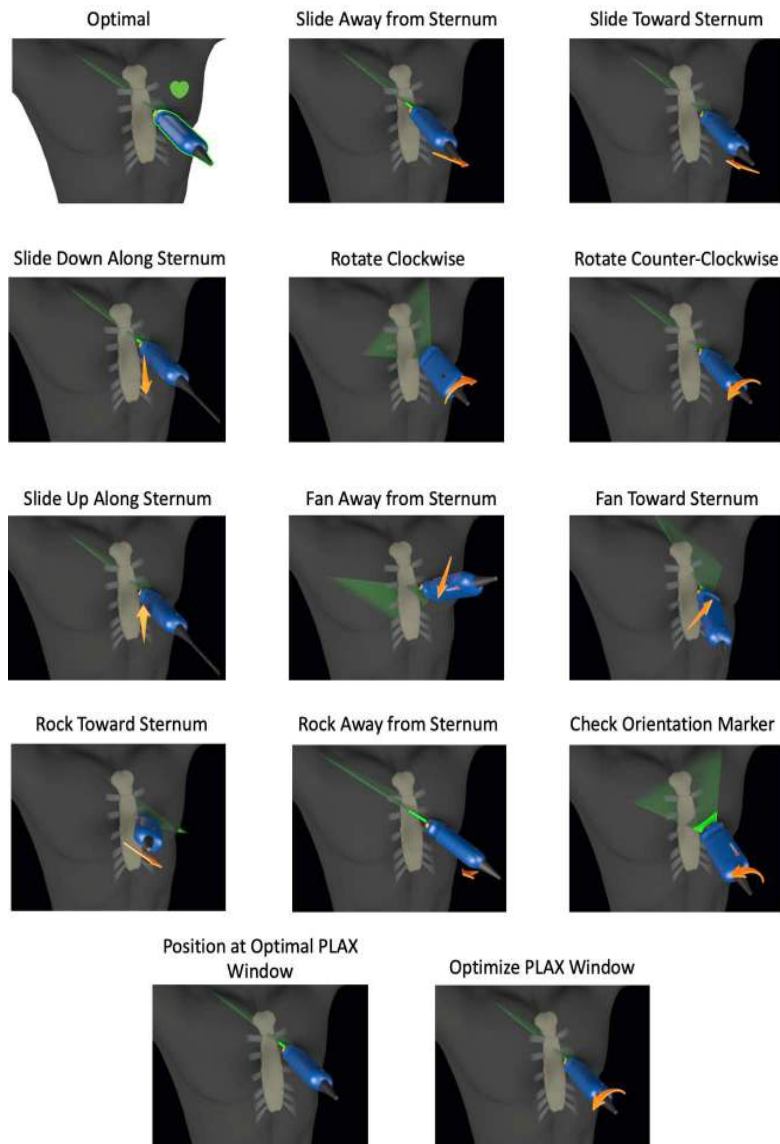 Optimal
Slide Away from Sternum
Slide Toward Sternum
Slide Down Along Sternum
Rotate Clockwise
Rotate Counter-Clockwise
Slide Up Along Sternum
Fan Away from Sternum
Fan Toward Sternum
Rock Toward Sternum
Rock Away from Sternum
Check Orientation Marker
Position at Optimal PLAX
Window
Optimize PLAX Window